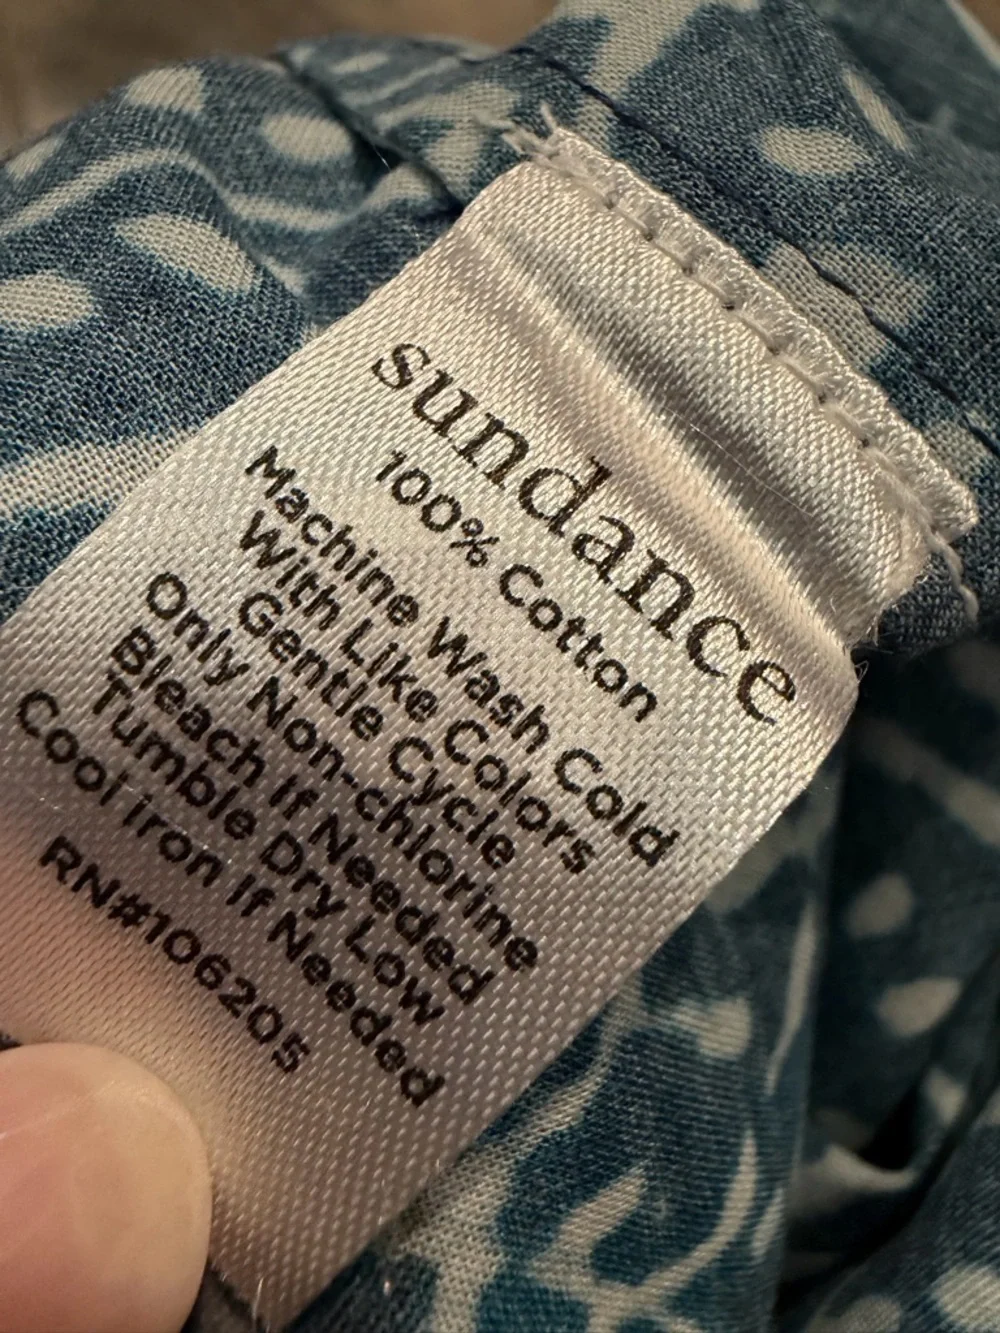 sundance
100% Cotton
Machine Wash Cold
With Like Colors
Gentle Cycle
Only Non-chlorine
Bleach If Needed
Tumble Dry Low
Cool iron If Needed
RN#106205